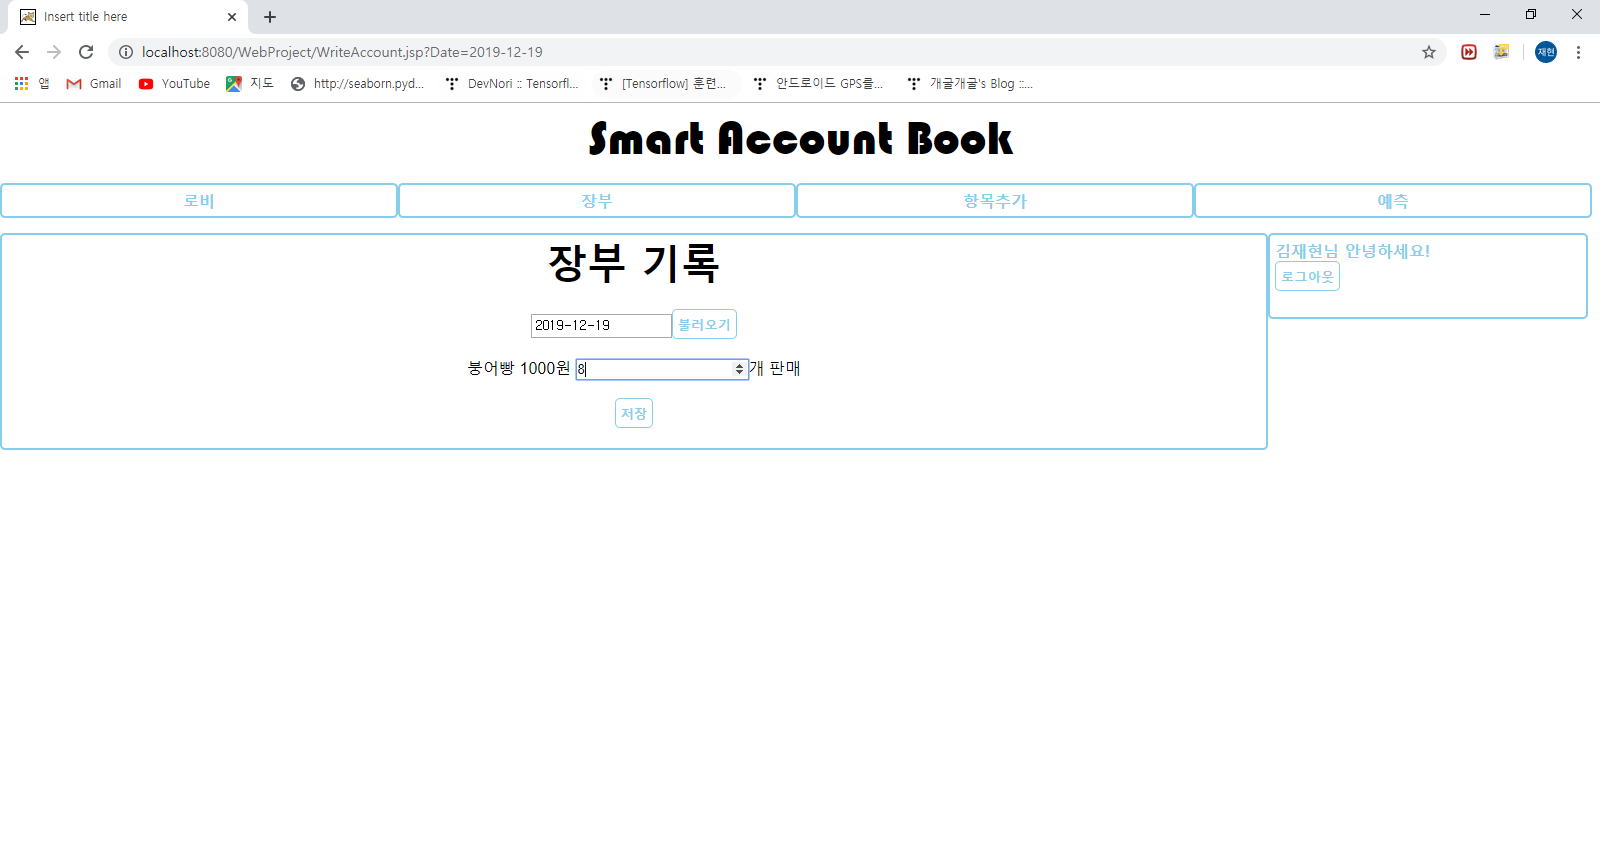 Insert title here
localhost:8080/WebProject/WriteAccount.jsp?Date=2019-12-19
재현
앱 Gmail YouTube 지도 http://seaborn.pyd... DevNori :: Tensorfl... [Tensorflow] 훈련... 안드로이드 GPS를... 개굴개굴's Blog ::...
Smart Account Book
로비 장부 항목추가 예측
장부 기록
김재현님 안녕하세요!
로그아웃
2019-12-19 불러오기
붕어빵 1000원 8 개 판매
저장